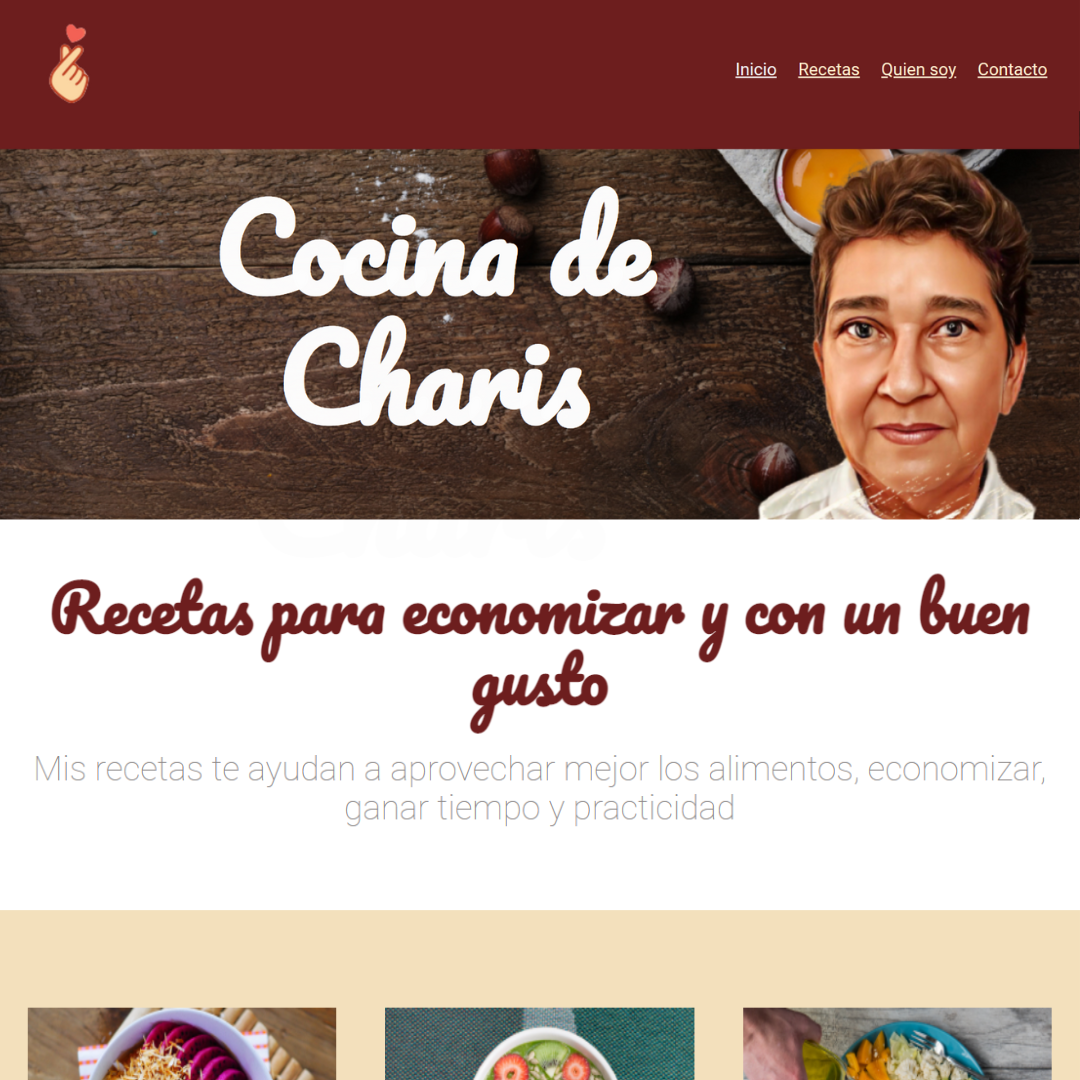 Inicio Recetas Quien soy Contacto
Cocina de
Charis
Recetas para economizar y con un buen
gusto
Mis recetas te ayudan a aprovechar mejor los alimentos, economizar,
ganar tiempo y practicidad